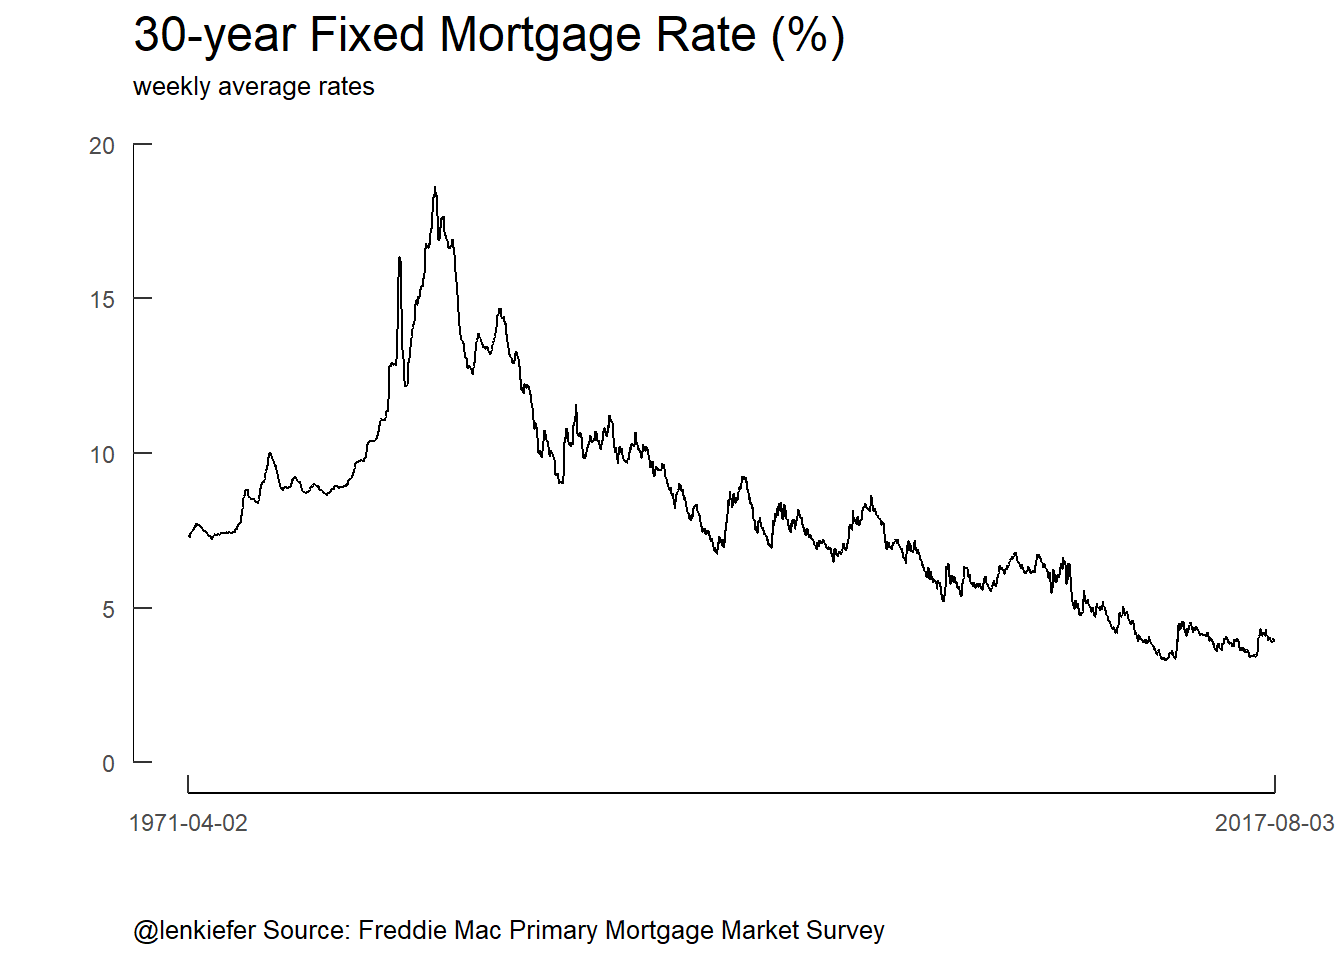 30-year Fixed Mortgage Rate (%)
weekly average rates
20
15
10
5
0
1971-04-02
2017-08-03
@lenkiefer Source: Freddie Mac Primary Mortgage Market Survey